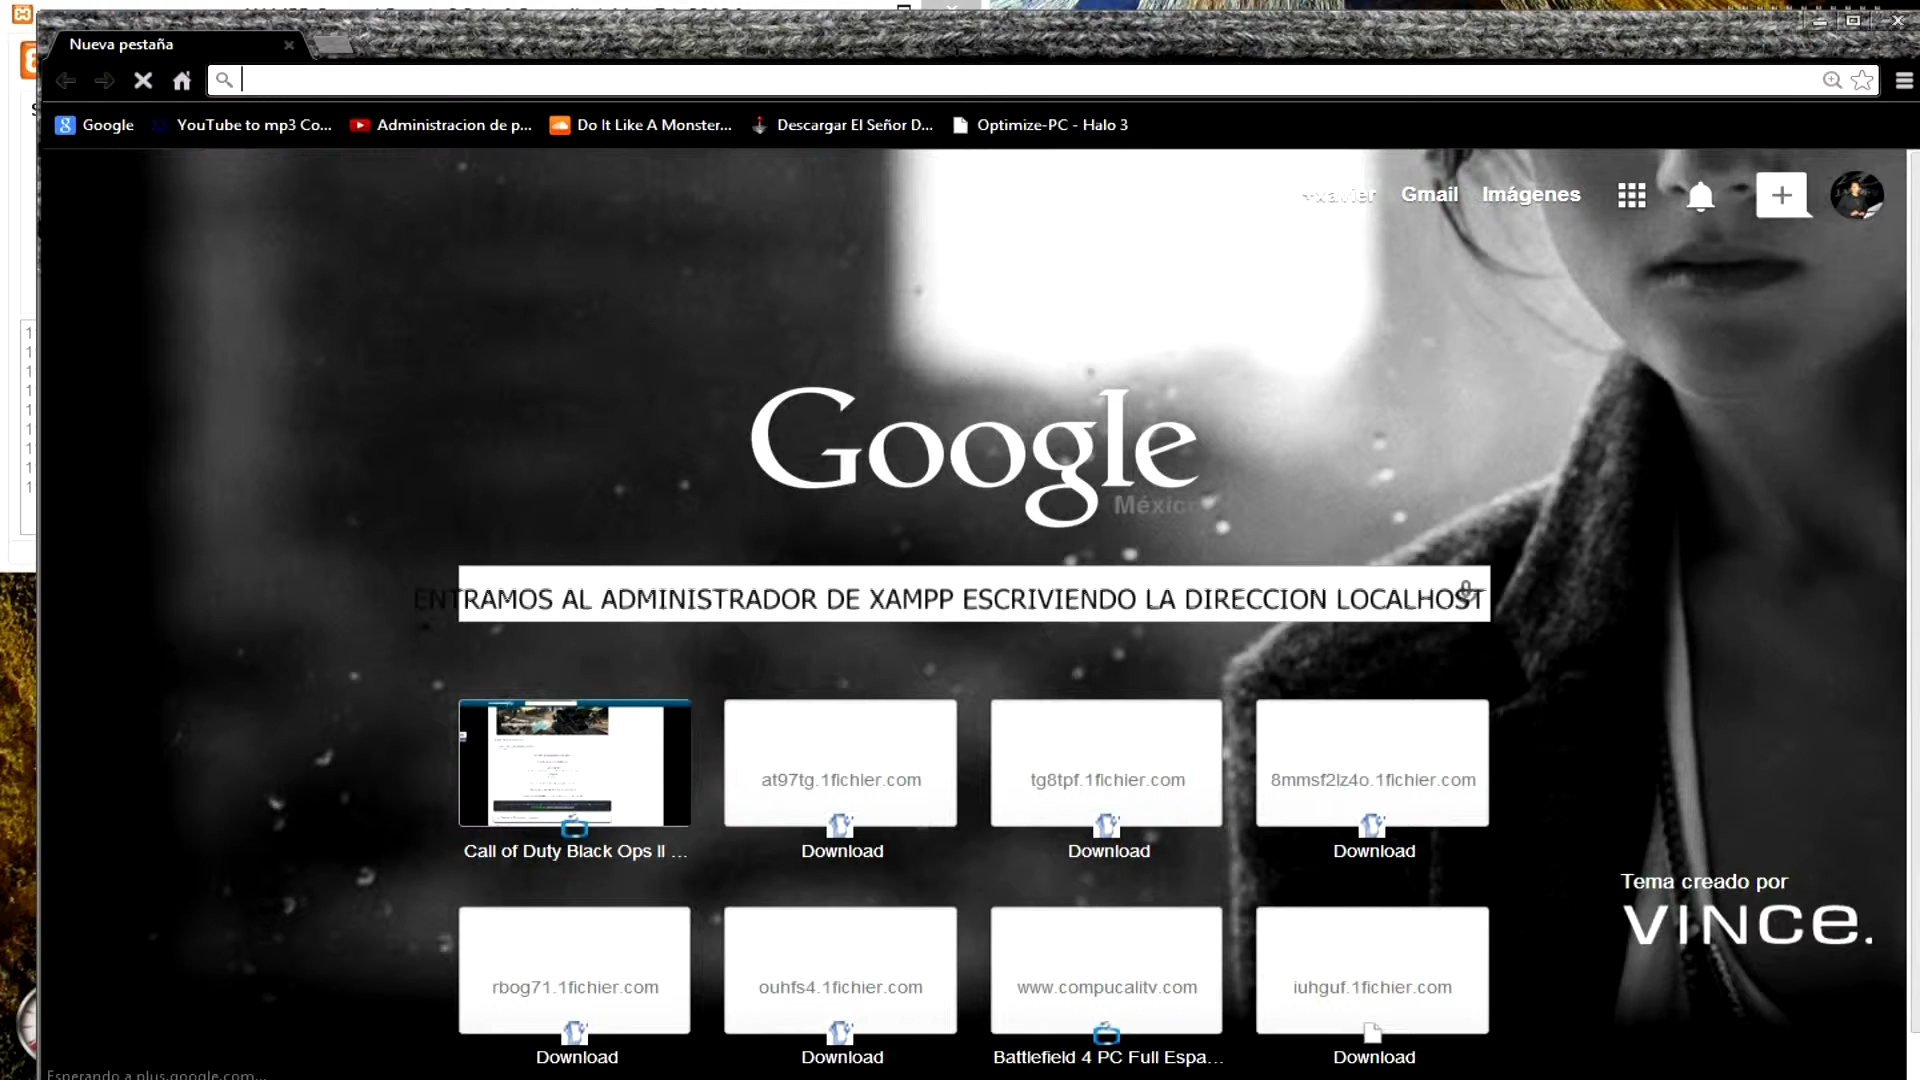 Nueva pestaña
Google
YouTube to mp3 Co...
Administracion de p...
Do It Like A Monster...
Descargar El Señor D...
Optimize-PC - Halo 3
+xavier
Gmail
Imágenes
Google
México
ENTRAMOS AL ADMINISTRADOR DE XAMPP ESCRIVIENDO LA DIRECCION LOCALHOST
at97tg.1fichier.com
tg8tpf.1fichier.com
8mmsf2lz4o.1fichier.com
Call of Duty Black Ops II ...
Download
Download
Download
Tema creado por
VINCE.
rbog71.1fichier.com
ouhfs4.1fichier.com
www.compucalitv.com
iuhguf.1fichier.com
Download
Download
Battlefield 4 PC Full Espa...
Download
Esperando a plus.google.com...